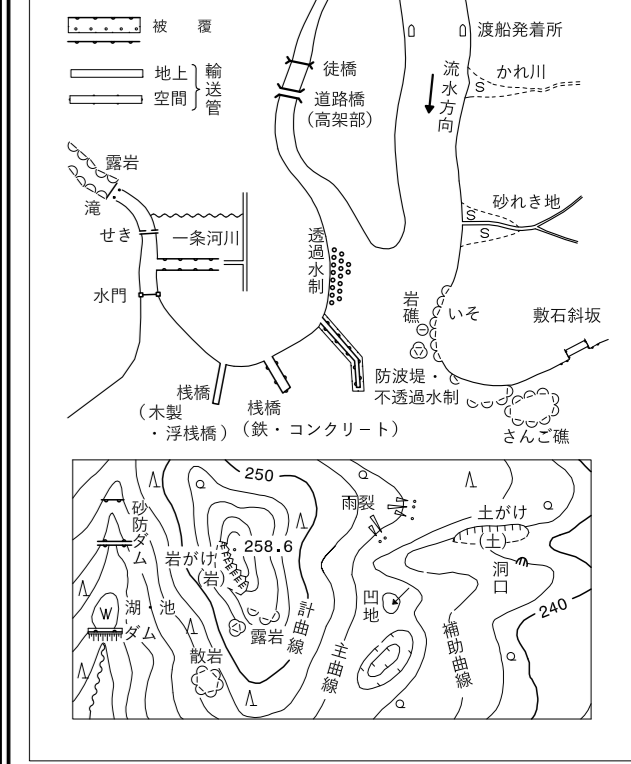 被覆
地上
空間
輸送管
徒橋
道路橋
(高架部)
渡船発着所
流水方向
かれ川
S
露岩
滝
せき
一条河川
水門
透過水制
砂れき地
S
S
岩礁
いそ
敷石斜坂
防波堤・
不透過水制
さんご礁
桟橋
(木製
・浮桟橋)
桟橋
(鉄・コンクリート)
250
258.6
砂防ダム
岩がけ
(岩)
湖・池
W
ダム
散岩
露岩
計曲線
主曲線
雨裂
凹地
土がけ
(土)
洞口
補助曲線
240